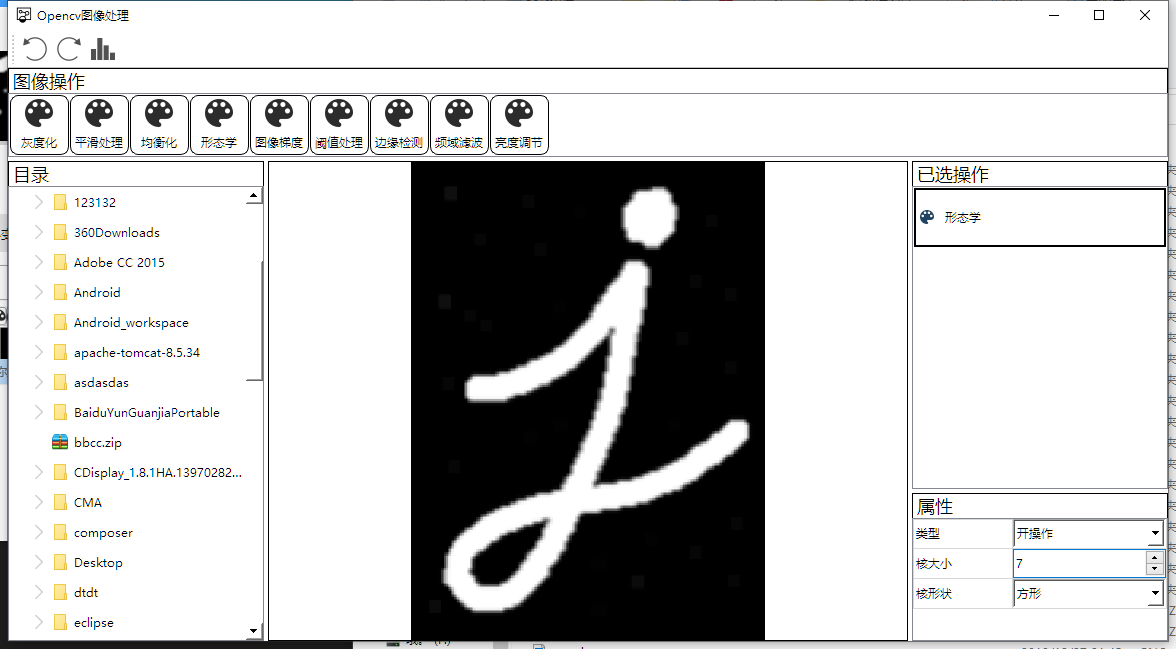 Opencv图像处理
图像操作
灰度化 平滑处理 均衡化 形态学 图像梯度 阈值处理 边缘检测 频域滤波 亮度调节
目录
123132
360Downloads
Adobe CC 2015
Android
Android_workspace
apache-tomcat-8.5.34
asdasdas
BaiduYunGuanjiaPortable
bbcc.zip
CDisplay_1.8.1HA.13970282...
CMA
composer
Desktop
dtdt
eclipse
j
已选操作
形态学
属性
类型 开操作
核大小 7
核形状 方形